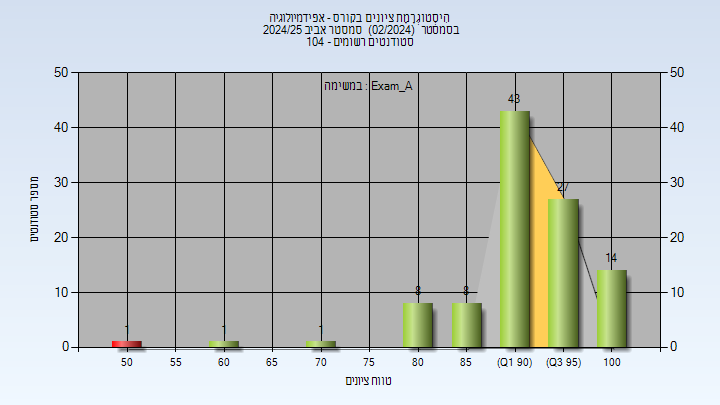 היסטוגרמת ציונים בקורס - אפידמיולוגיה
בסמסטר (02/2024) סמסטר אביב 2024/25
סטודנטים רשומים - 104
במשימה : Exam_A
50 50
40 40
30 30
20 20
10 10
0 0
1 1 1 8 8 43 27 14
50 55 60 65 70 75 80 85 (Q1 90) (Q3 95) 100
מספר סטודנטים
טווח ציונים